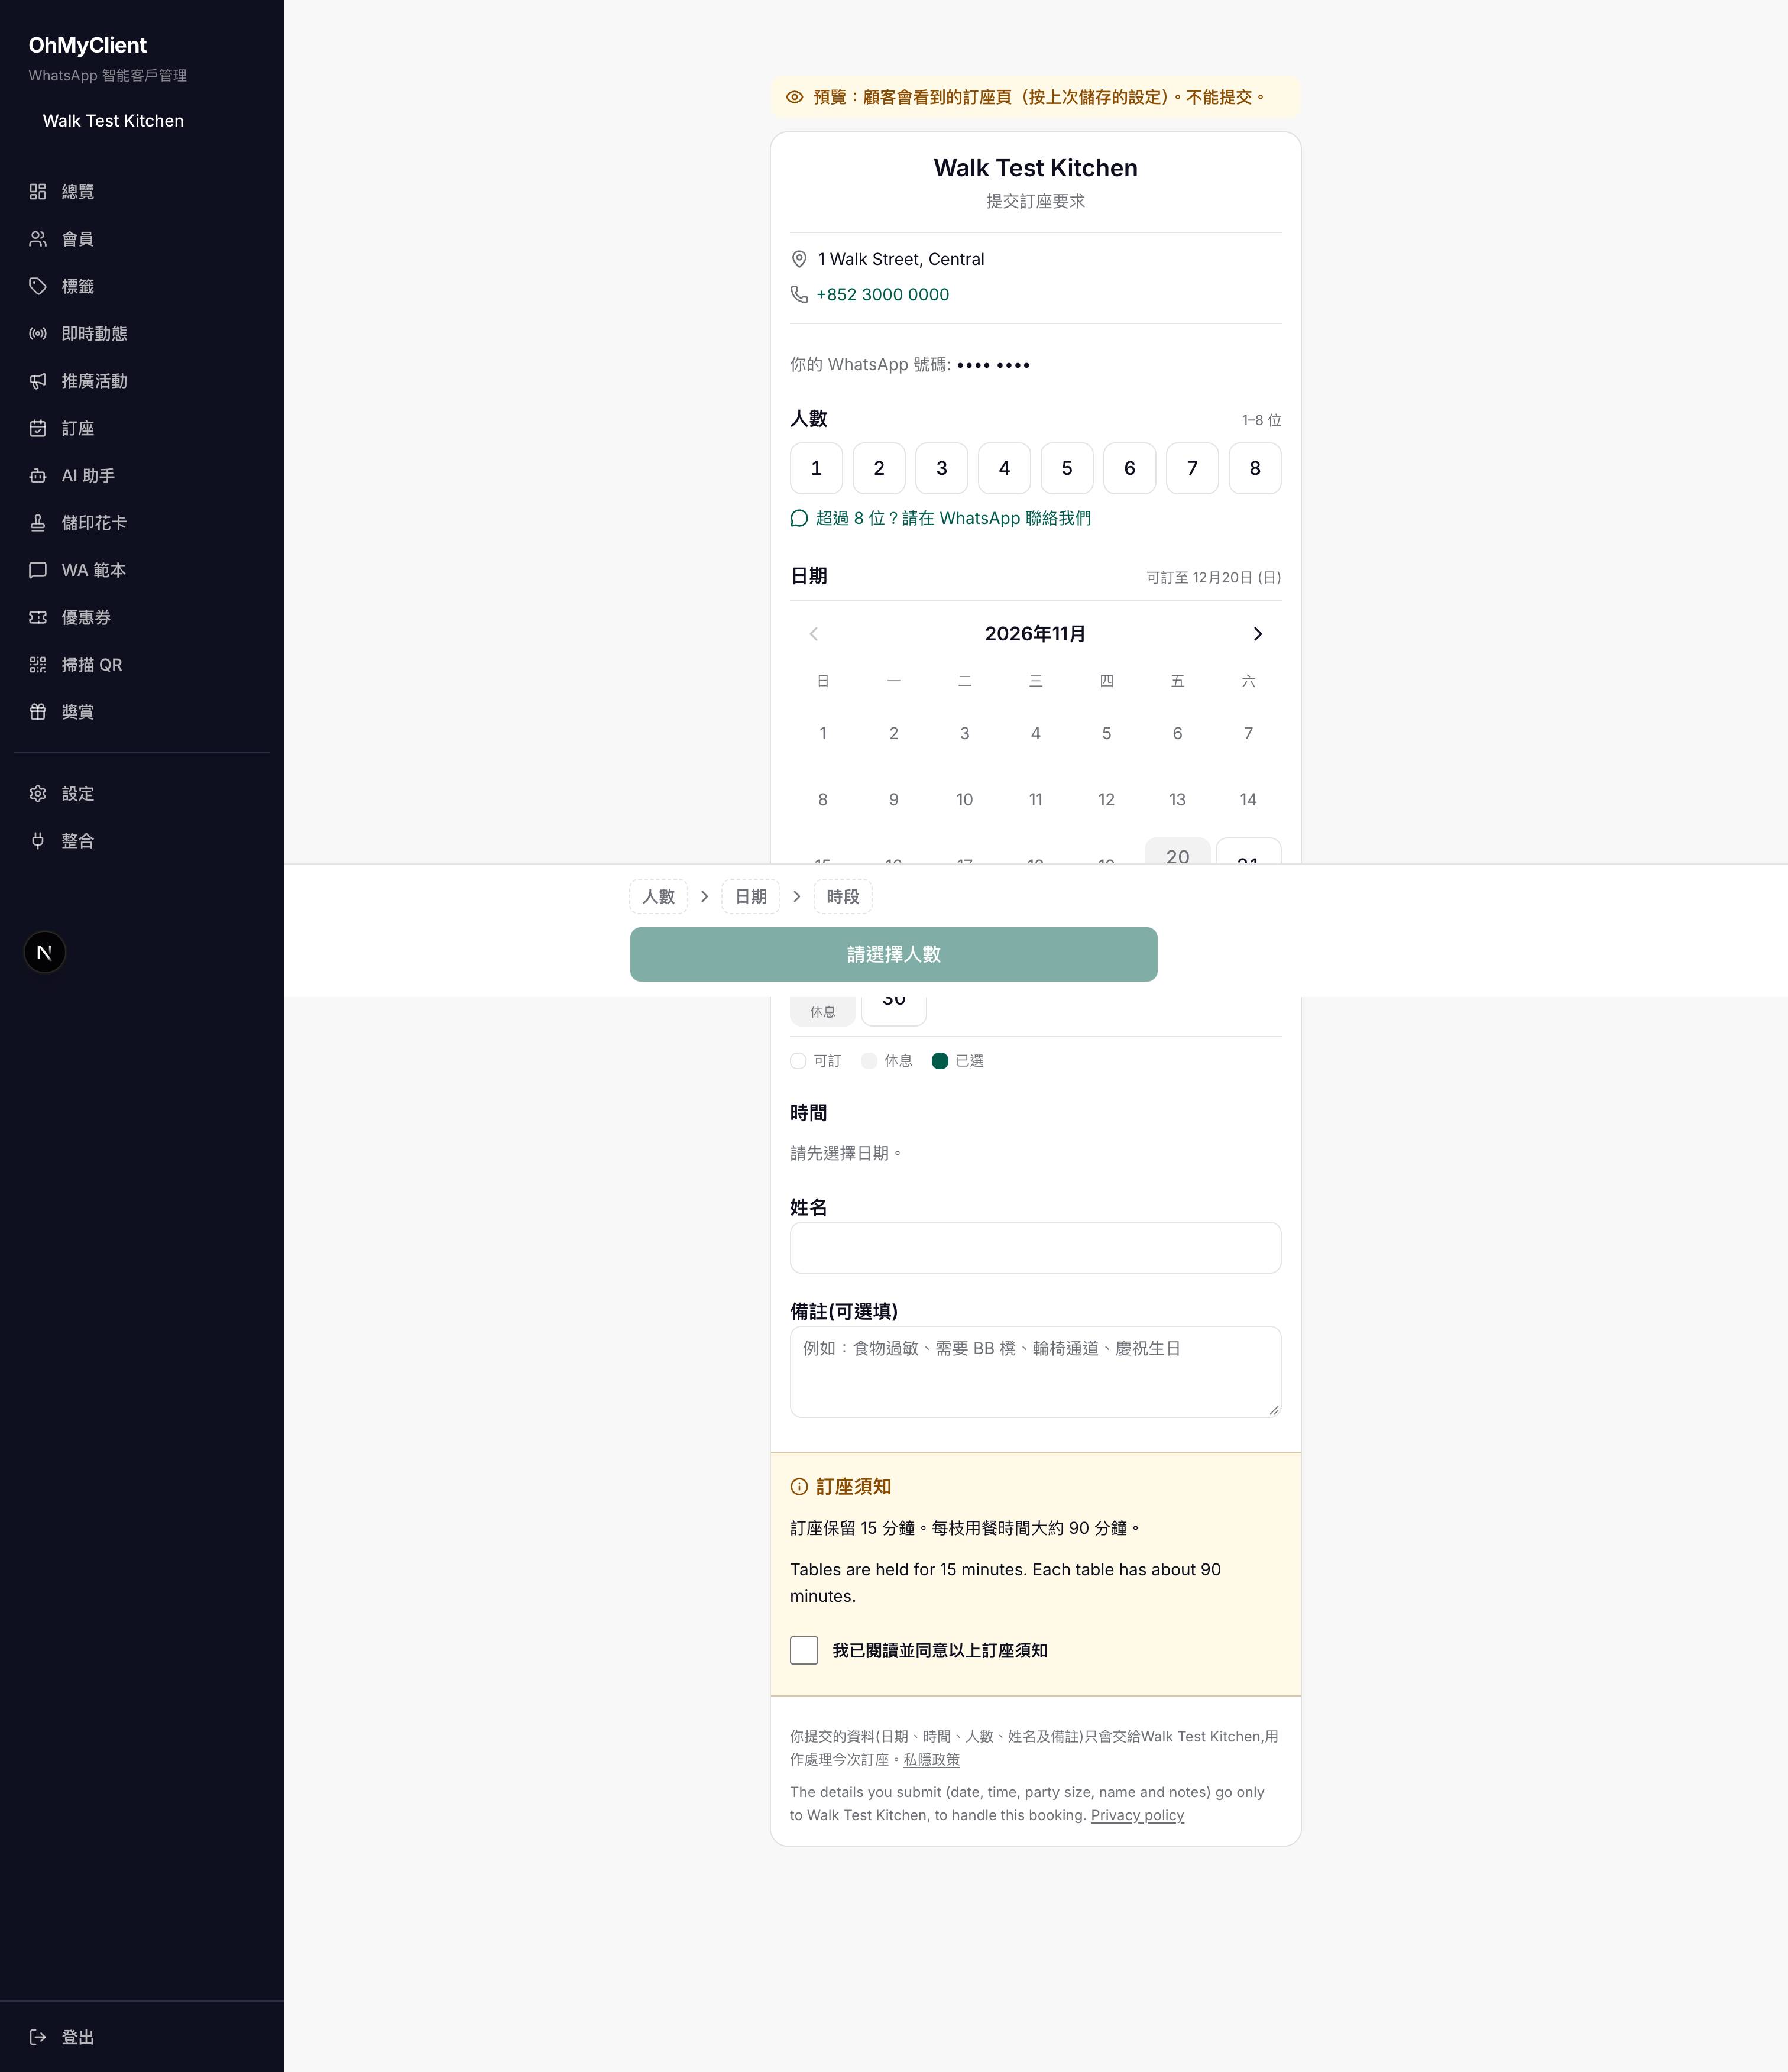 OhMyClient
WhatsApp 智能客戶管理
Walk Test Kitchen
總覽
會員
標籤
即時動態
推廣活動
訂座
AI 助手
儲印花卡
WA 範本
優惠券
掃描 QR
獎賞
設定
整合
N
登出
預覽：顧客會看到的訂座頁（按上次儲存的設定）。不能提交。
Walk Test Kitchen
提交訂座要求
1 Walk Street, Central
+852 3000 0000
你的 WhatsApp 號碼: •••• ••••
人數 1–8 位
1 2 3 4 5 6 7 8
超過 8 位？請在 WhatsApp 聯絡我們
日期 可訂至 12月20日 (日)
2026年11月
日 一 二 三 四 五 六
1 2 3 4 5 6 7
8 9 10 11 12 13 14
15 16 17 18 19 20 21
人數 日期 時段
請選擇人數
30
休息
可訂 休息 已選
時間
請先選擇日期。
姓名
備註(可選填)
例如：食物過敏、需要 BB 櫈、輪椅通道、慶祝生日
訂座須知
訂座保留 15 分鐘。每枝用餐時間大約 90 分鐘。
Tables are held for 15 minutes. Each table has about 90
minutes.
我已閱讀並同意以上訂座須知
你提交的資料(日期、時間、人數、姓名及備註)只會交給Walk Test Kitchen,用
作處理今次訂座。私隱政策
The details you submit (date, time, party size, name and notes) go only
to Walk Test Kitchen, to handle this booking. Privacy policy